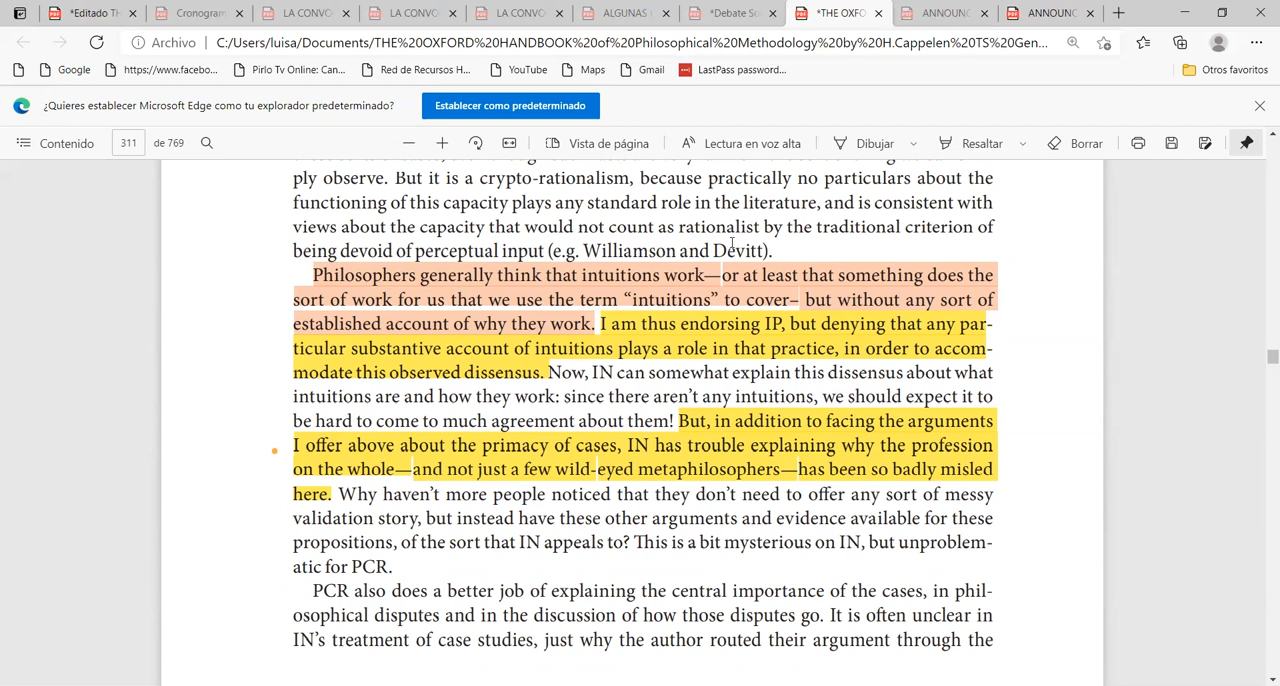 *Editado TH
Cronogram
LA CONVO
LA CONVO
LA CONVO
ALGUNAS
*Debate So
*THE OXFO
ANNOUNC
ANNOUNC
Archivo | C:/Users/luisa/Documents/THE%20OXFORD%20HANDBOOK%20of%20Philosophical%20Methodology%20by%20H.Cappelen%20TS%20Gen...
Google
https://www.facebo...
Pirlo Tv Online: Can...
Red de Recursos H...
YouTube
Maps
Gmail
LastPass password...
Otros favoritos
¿Quieres establecer Microsoft Edge como tu explorador predeterminado?
Establecer como predeterminado
Contenido
311 de 769
Vista de página
Lectura en voz alta
Dibujar
Resaltar
Borrar
ply observe. But it is a crypto-rationalism, because practically no particulars about the
functioning of this capacity plays any standard role in the literature, and is consistent with
views about the capacity that would not count as rationalist by the traditional criterion of
being devoid of perceptual input (e.g. Williamson and Devitt).
Philosophers generally think that intuitions work—or at least that something does the
sort of work for us that we use the term “intuitions” to cover– but without any sort of
established account of why they work. I am thus endorsing IP, but denying that any par-
ticular substantive account of intuitions plays a role in that practice, in order to accom-
modate this observed dissensus. Now, IN can somewhat explain this dissensus about what
intuitions are and how they work: since there aren’t any intuitions, we should expect it to
be hard to come to much agreement about them! But, in addition to facing the arguments
I offer above about the primacy of cases, IN has trouble explaining why the profession
on the whole—and not just a few wild-eyed metaphilosophers—has been so badly misled
here. Why haven’t more people noticed that they don’t need to offer any sort of messy
validation story, but instead have these other arguments and evidence available for these
propositions, of the sort that IN appeals to? This is a bit mysterious on IN, but unproblem-
atic for PCR.
PCR also does a better job of explaining the central importance of the cases, in phil-
osophical disputes and in the discussion of how those disputes go. It is often unclear in
IN’s treatment of case studies, just why the author routed their argument through the